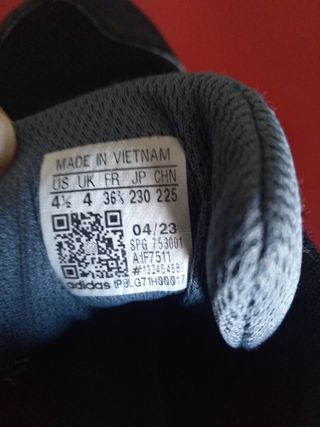 MADE IN VIETNAM
US UK FR JP CHN
4½ 4 36⅔ 230 225
04/23
SPG 753001
A:IF7511
adidas